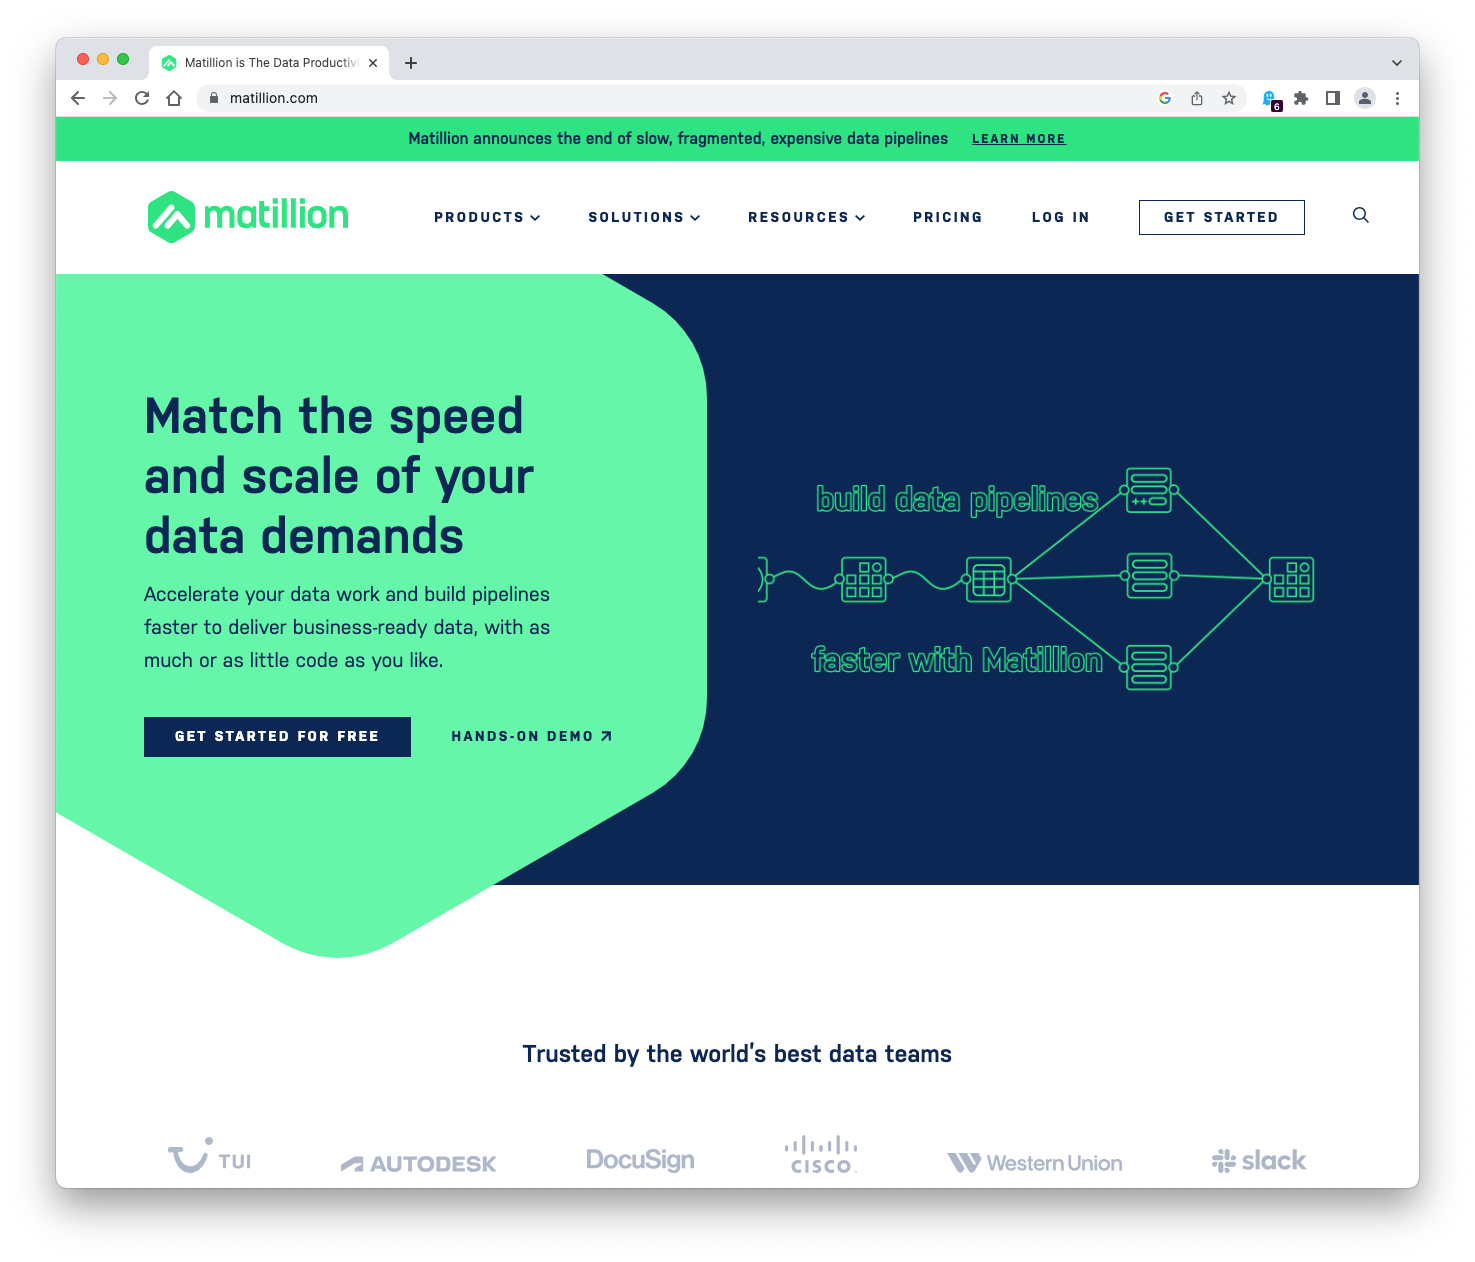 Matillion is The Data Productivi
matillion.com
6
Matillion announces the end of slow, fragmented, expensive data pipelines LEARN MORE
matillion
PRODUCTS SOLUTIONS RESOURCES PRICING LOG IN GET STARTED
Match the speed
and scale of your
data demands
Accelerate your data work and build pipelines
faster to deliver business-ready data, with as
much or as little code as you like.
GET STARTED FOR FREE HANDS-ON DEMO
build data pipelines
faster with Matillion
Trusted by the world's best data teams
TUI AUTODESK DocuSign CISCO Western Union slack